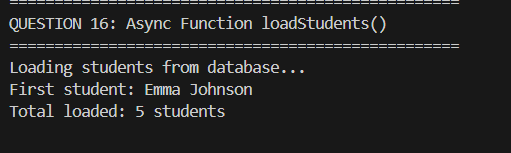 ==================================================
QUESTION 16: Async Function loadStudents()
==================================================
Loading students from database...
First student: Emma Johnson
Total loaded: 5 students